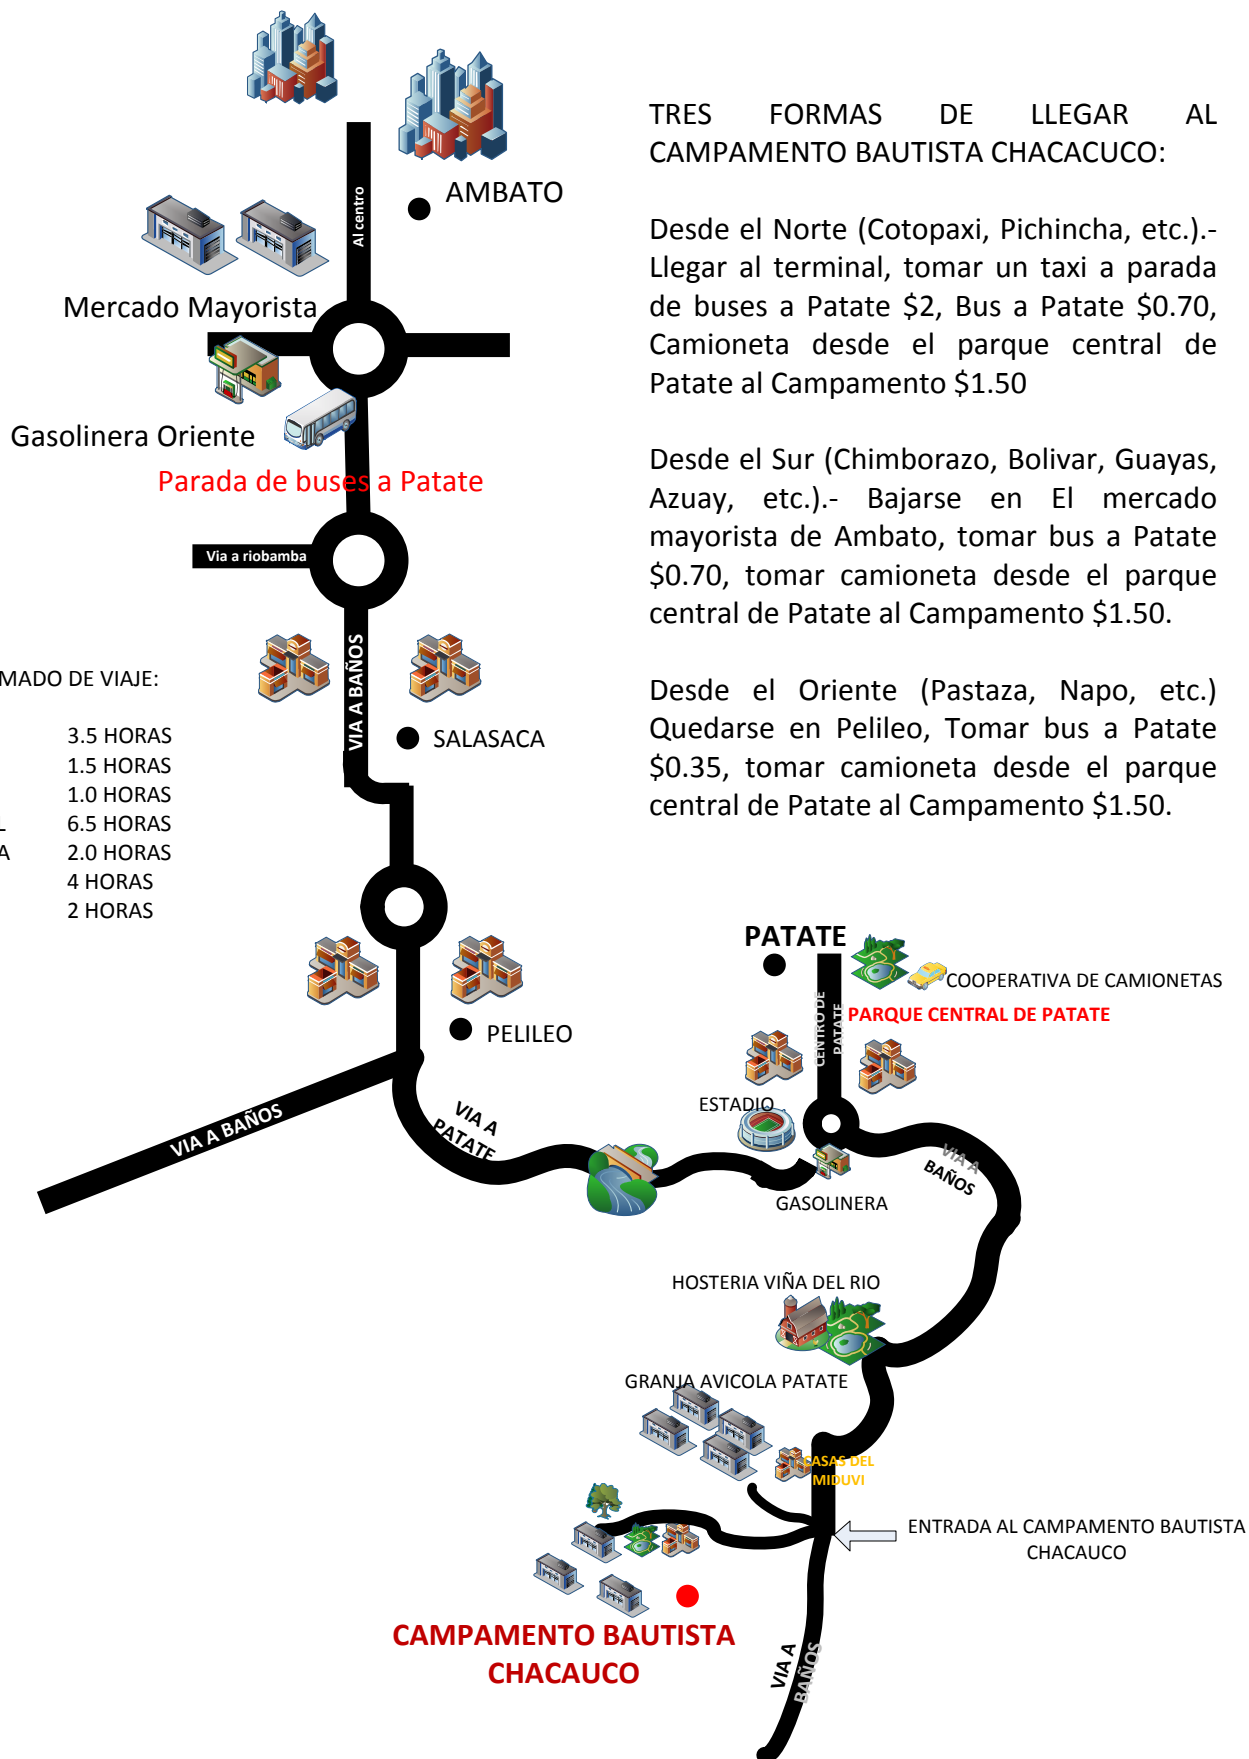 TRES FORMAS DE LLEGAR AL
CAMPAMENTO BAUTISTA CHACACUCO:
Desde el Norte (Cotopaxi, Pichincha, etc.).-
Llegar al terminal, tomar un taxi a parada
de buses a Patate $2, Bus a Patate $0.70,
Camioneta desde el parque central de
Patate al Campamento $1.50
Desde el Sur (Chimborazo, Bolivar, Guayas,
Azuay, etc.).- Bajarse en El mercado
mayorista de Ambato, tomar bus a Patate
$0.70, tomar camioneta desde el parque
central de Patate al Campamento $1.50.
Desde el Oriente (Pastaza, Napo, etc.)
Quedarse en Pelileo, Tomar bus a Patate
$0.35, tomar camioneta desde el parque
central de Patate al Campamento $1.50.
Al centro
AMBATO
Mercado Mayorista
Gasolinera Oriente
Parada de buses a Patate
Via a riobamba
VIA A BAÑOS
SALASACA
MADO DE VIAJE:
3.5 HORAS
1.5 HORAS
1.0 HORAS
L 6.5 HORAS
A 2.0 HORAS
4 HORAS
2 HORAS
PELILEO
VIA A BAÑOS
VIA A
PATATE
PATATE
COOPERATIVA DE CAMIONETAS
PARQUE CENTRAL DE PATATE
CENTRO DE
PATATE
ESTADIO
GASOLINERA
VIA A
BAÑOS
HOSTERIA VIÑA DEL RIO
GRANJA AVICOLA PATATE
CASAS DEL
MIDUVI
ENTRADA AL CAMPAMENTO BAUTISTA
CHACAUCO
CAMPAMENTO BAUTISTA
CHACAUCO
VIA A
BAÑOS